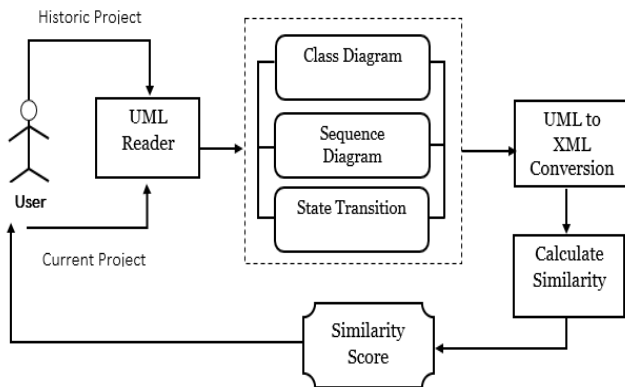 Historic Project
User
Current Project
UML
Reader
Class Diagram
Sequence
Diagram
State Transition
UML to
XML
Conversion
Calculate
Similarity
Similarity
Score